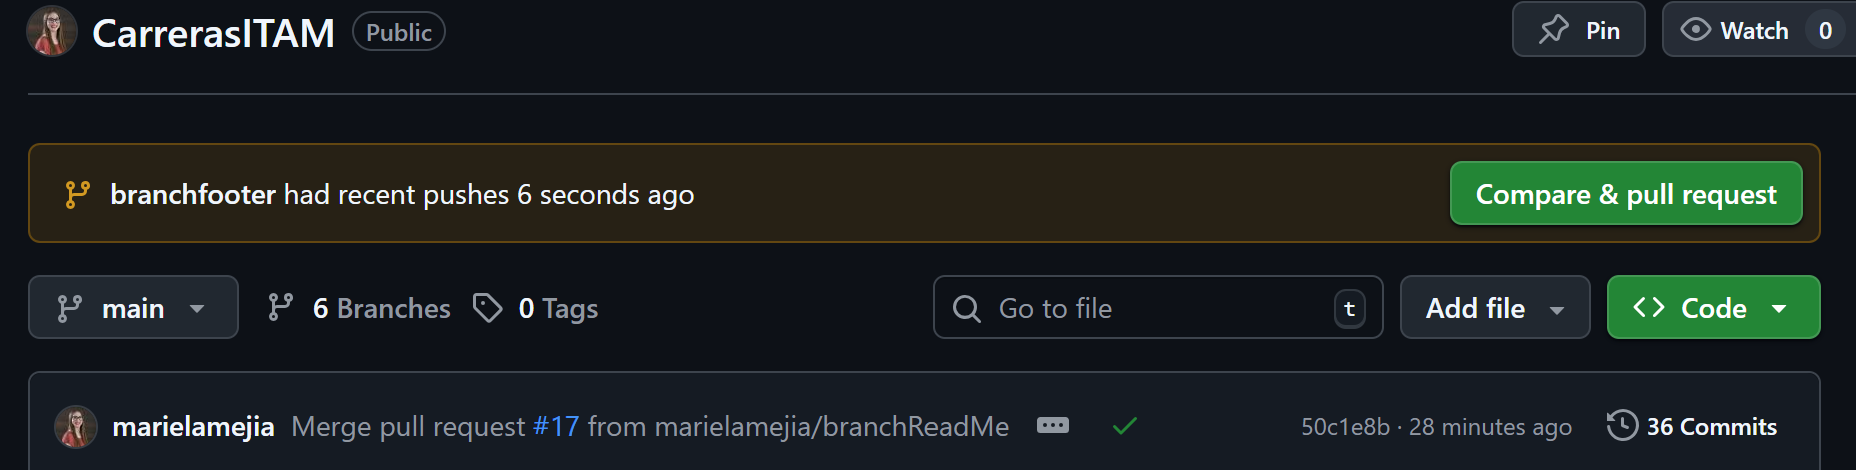 CarrerasITAM Public Pin Watch 0
branchfooter had recent pushes 6 seconds ago Compare & pull request
main 6 Branches 0 Tags Go to file t Add file Code
marielamejia Merge pull request #17 from marielamejia/branchReadMe 50c1e8b · 28 minutes ago 36 Commits